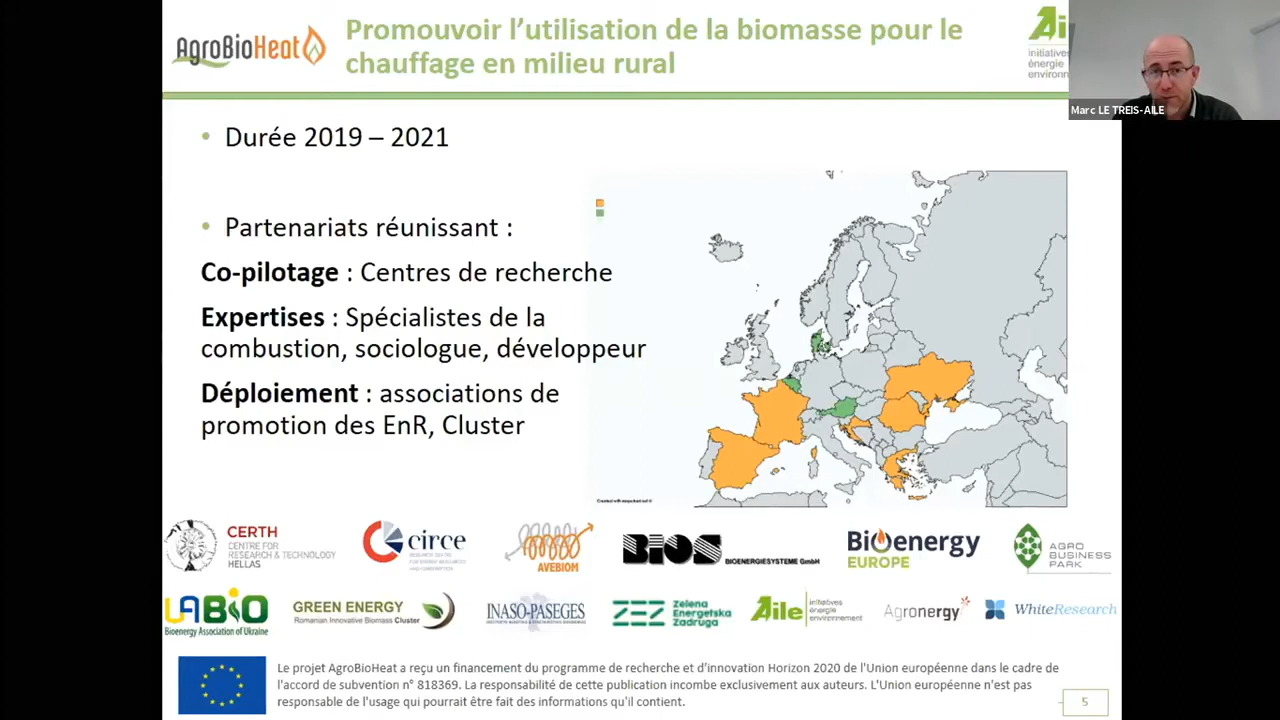 AgroBioHeat
Promouvoir l'utilisation de la biomasse pour le
chauffage en milieu rural
Ai
initiatives
énergie
environn
Marc LE TREIS-AILE
• Durée 2019 – 2021
• Partenariats réunissant :
Co-pilotage : Centres de recherche
Expertises : Spécialistes de la
combustion, sociologue, développeur
Déploiement : associations de
promotion des EnR, Cluster
CERTH
CENTRE FOR
RESEARCH & TECHNOLOGY
HELLAS
circe
AVEBIOM
BIOS BIOENERGIESYSTEME GmbH
Bioenergy
EUROPE
AGRO
BUSINESS
PARK
UABIO
Bioenergy Association of Ukraine
GREEN ENERGY
Romanian Innovative Biomass Cluster
INASO-PASEGES
ZEZ Zelena
Energetska
Zadruga
Aile initiatives
énergie
environnement
Agronergy
WhiteResearch
Le projet AgroBioHeat a reçu un financement du programme de recherche et d'innovation Horizon 2020 de l'Union européenne dans le cadre de
l'accord de subvention n° 818369. La responsabilité de cette publication incombe exclusivement aux auteurs. L'Union européenne n'est pas
responsable de l'usage qui pourrait être fait des informations qu'il contient.
5